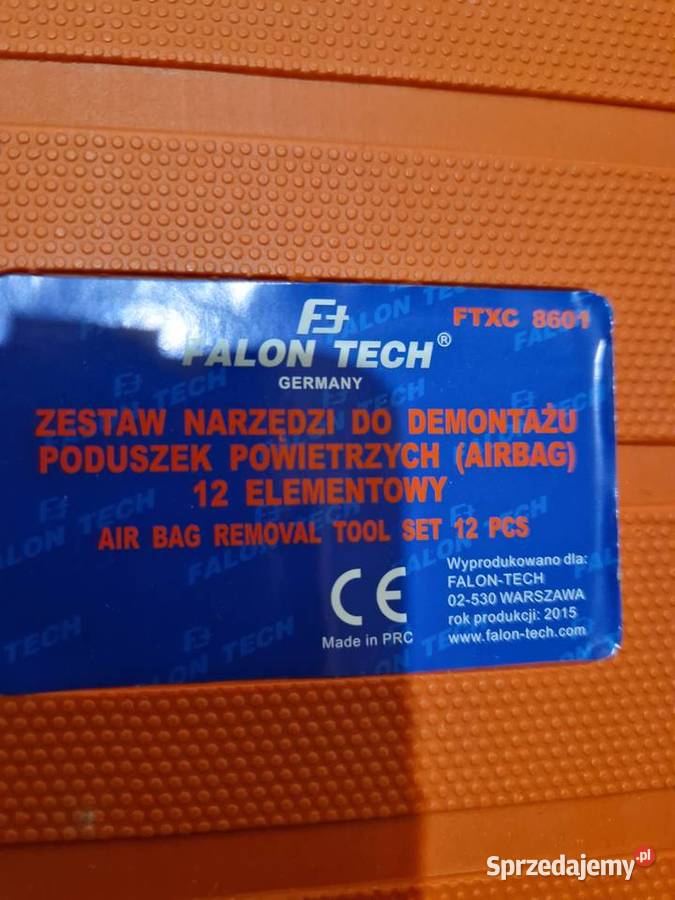 FTXC 8601
FALON TECH®
GERMANY
ZESTAW NARZĘDZI DO DEMONTAŻU
PODUSZEK POWIETRZYCH (AIRBAG)
12 ELEMENTOWY
AIR BAG REMOVAL TOOL SET 12 PCS
CE
Made in PRC
Wyprodukowano dla:
FALON-TECH
02-530 WARSZAWA
rok produkcji: 2015
www.falon-tech.com
Sprzedajemy.pl